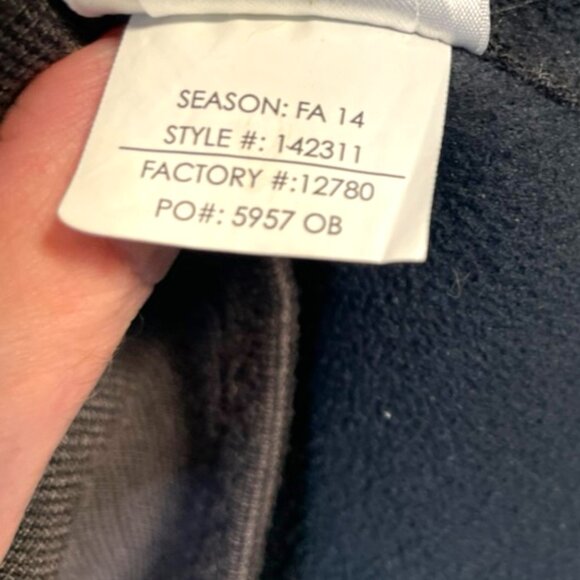 SEASON: FA 14
STYLE #: 142311
FACTORY #:12780
PO#: 5957 OB